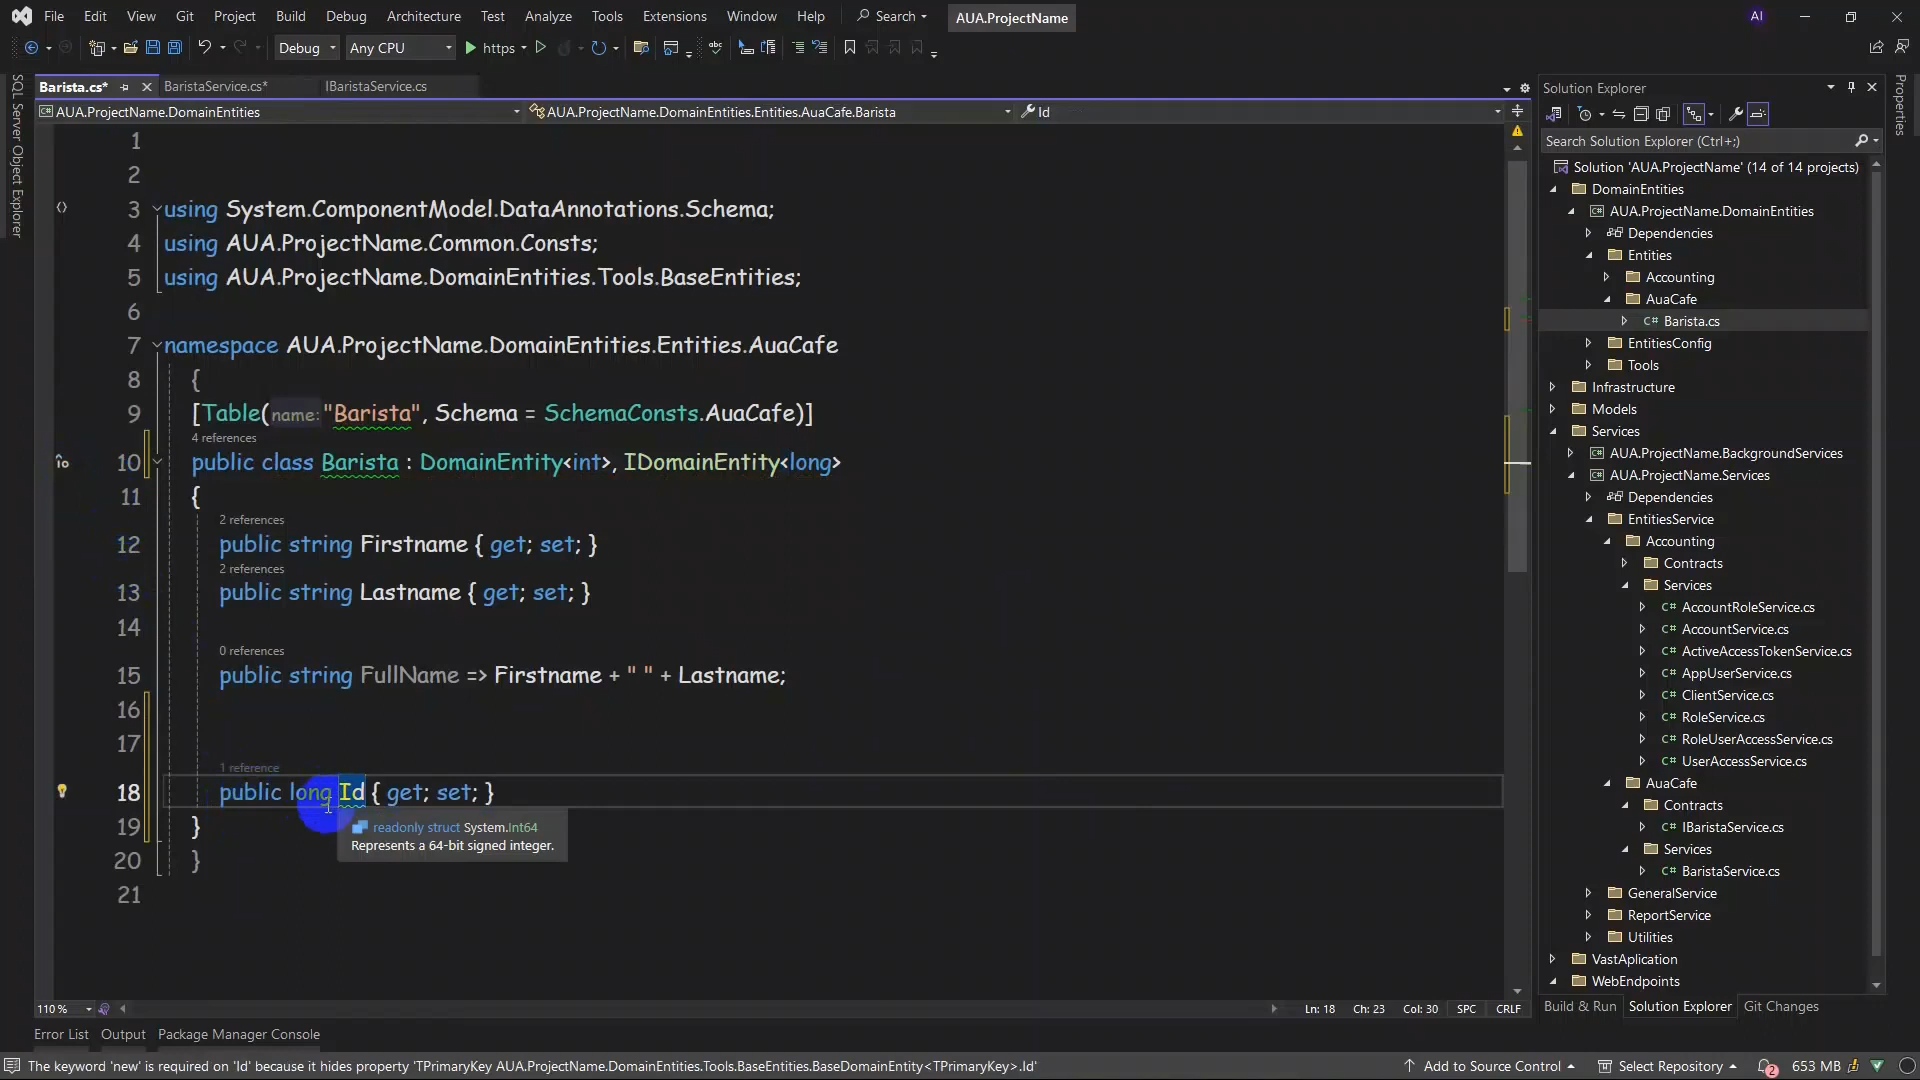 File Edit View Git Project Build Debug Architecture Test Analyze Tools Extensions Window Help Search AUA.ProjectName AI
Debug Any CPU https
SQL Server Object Explorer
Barista.cs* BaristaService.cs* IBaristaService.cs
AUA.ProjectName.DomainEntities AUA.ProjectName.DomainEntities.Entities.AuaCafe.Barista Id
1
2
3 using System.ComponentModel.DataAnnotations.Schema;
4 using AUA.ProjectName.Common.Consts;
5 using AUA.ProjectName.DomainEntities.Tools.BaseEntities;
6
7 namespace AUA.ProjectName.DomainEntities.Entities.AuaCafe
8 {
9 [Table(name: "Barista", Schema = SchemaConsts.AuaCafe)]
4 references
10 public class Barista : DomainEntity<int>, IDomainEntity<long>
11 {
2 references
12 public string Firstname { get; set; }
2 references
13 public string Lastname { get; set; }
14
0 references
15 public string FullName => Firstname + " " + Lastname;
16
17
1 reference
18 public long Id { get; set; }
readonly struct System.Int64
Represents a 64-bit signed integer.
19 }
20 }
21
110 % Ln: 18 Ch: 23 Col: 30 SPC CRLF
Error List Output Package Manager Console
The keyword 'new' is required on 'Id' because it hides property 'TPrimaryKey AUA.ProjectName.DomainEntities.Tools.BaseEntities.BaseDomainEntity<TPrimaryKey>.Id'
Add to Source Control Select Repository 2 653 MB
Solution Explorer
Search Solution Explorer (Ctrl+;)
Solution 'AUA.ProjectName' (14 of 14 projects)
DomainEntities
AUA.ProjectName.DomainEntities
Dependencies
Entities
Accounting
AuaCafe
C# Barista.cs
EntitiesConfig
Tools
Infrastructure
Models
Services
AUA.ProjectName.BackgroundServices
AUA.ProjectName.Services
Dependencies
EntitiesService
Accounting
Contracts
Services
C# AccountRoleService.cs
C# AccountService.cs
C# ActiveAccessTokenService.cs
C# AppUserService.cs
C# ClientService.cs
C# RoleService.cs
C# RoleUserAccessService.cs
C# UserAccessService.cs
AuaCafe
Contracts
C# IBaristaService.cs
Services
C# BaristaService.cs
GeneralService
ReportService
Utilities
VastAplication
WebEndpoints
Build & Run Solution Explorer Git Changes
Properties